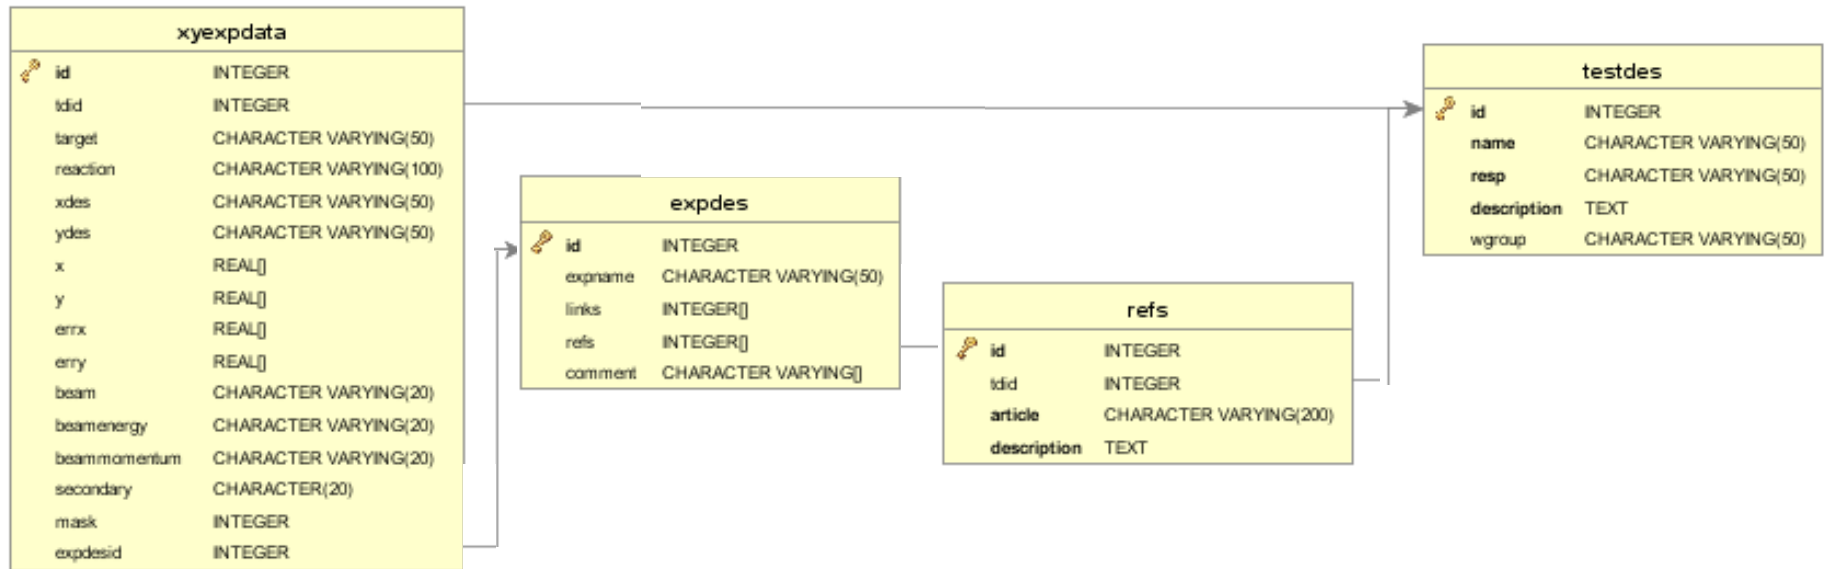 xyexpdata
id INTEGER
tdid INTEGER
target CHARACTER VARYING(50)
reaction CHARACTER VARYING(100)
xdes CHARACTER VARYING(50)
ydes CHARACTER VARYING(50)
x REAL[]
y REAL[]
errx REAL[]
erry REAL[]
beam CHARACTER VARYING(20)
beamenergy CHARACTER VARYING(20)
beammomentum CHARACTER VARYING(20)
secondary CHARACTER(20)
mask INTEGER
expdesid INTEGER
expdes
id INTEGER
expname CHARACTER VARYING(50)
links INTEGER[]
refs INTEGER[]
comment CHARACTER VARYING[]
refs
id INTEGER
tdid INTEGER
article CHARACTER VARYING(200)
description TEXT
testdes
id INTEGER
name CHARACTER VARYING(50)
resp CHARACTER VARYING(50)
description TEXT
wgroup CHARACTER VARYING(50)